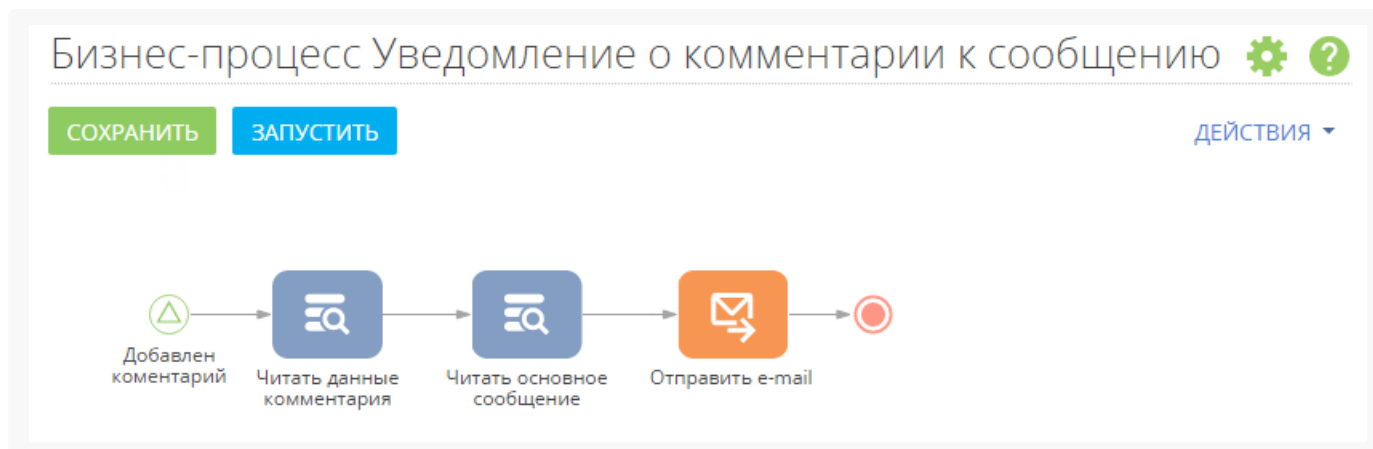 Бизнес-процесс Уведомление о комментарии к сообщению ?
СОХРАНИТЬ ЗАПУСТИТЬ ДЕЙСТВИЯ
Добавлен
коментарий
Читать данные
комментария
Читать основное
сообщение
Отправить e-mail